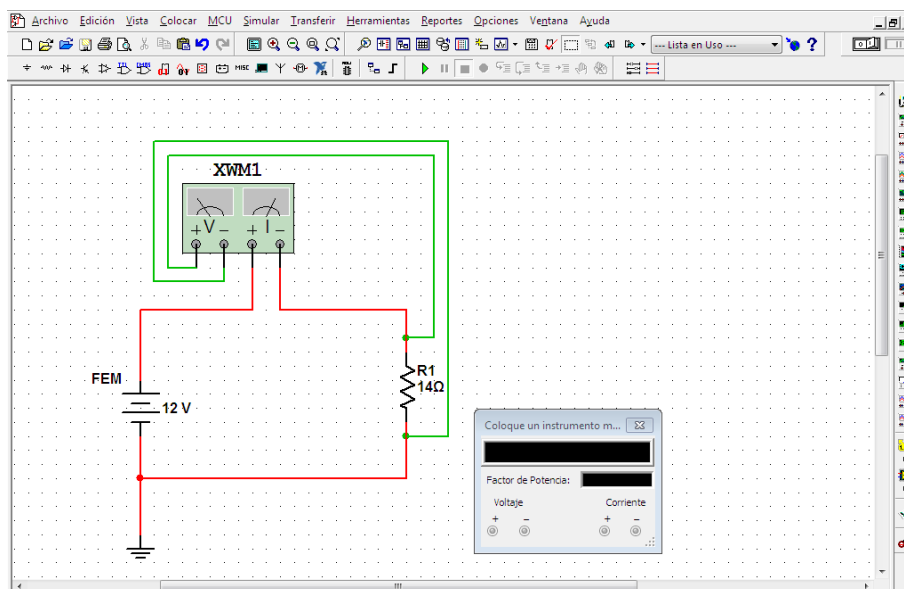 Archivo Edición Vista Colocar MCU Simular Transferir Herramientas Reportes Opciones Ventana Ayuda
--- Lista en Uso ---
?
MISC
XWM1
V I
+ - + -
FEM
12 V
R1
14Ω
Coloque un instrumento m...
Factor de Potencia:
Voltaje Corriente
+ - + -